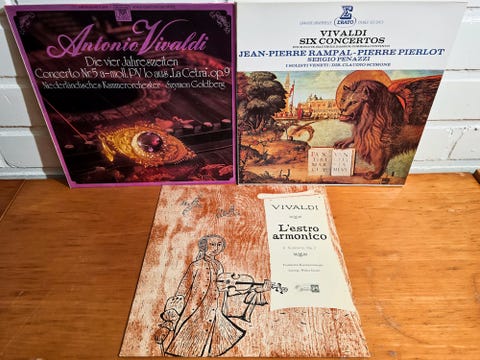 Antonio Vivaldi
Die vier Jahreszeiten
Concerto Nr. 5 a-moll, PV 10 aus „La Cetra“, op. 9
Niederländisches Kammerorchester · Szymon Goldberg
ERATO
VIVALDI
SIX CONCERTOS
JEAN-PIERRE RAMPAL - PIERRE PIERLOT
SERGIO PENAZZI
I SOLISTI VENETI / DIR. CLAUDIO SCIMONE
VIVALDI
L'estro
armonico